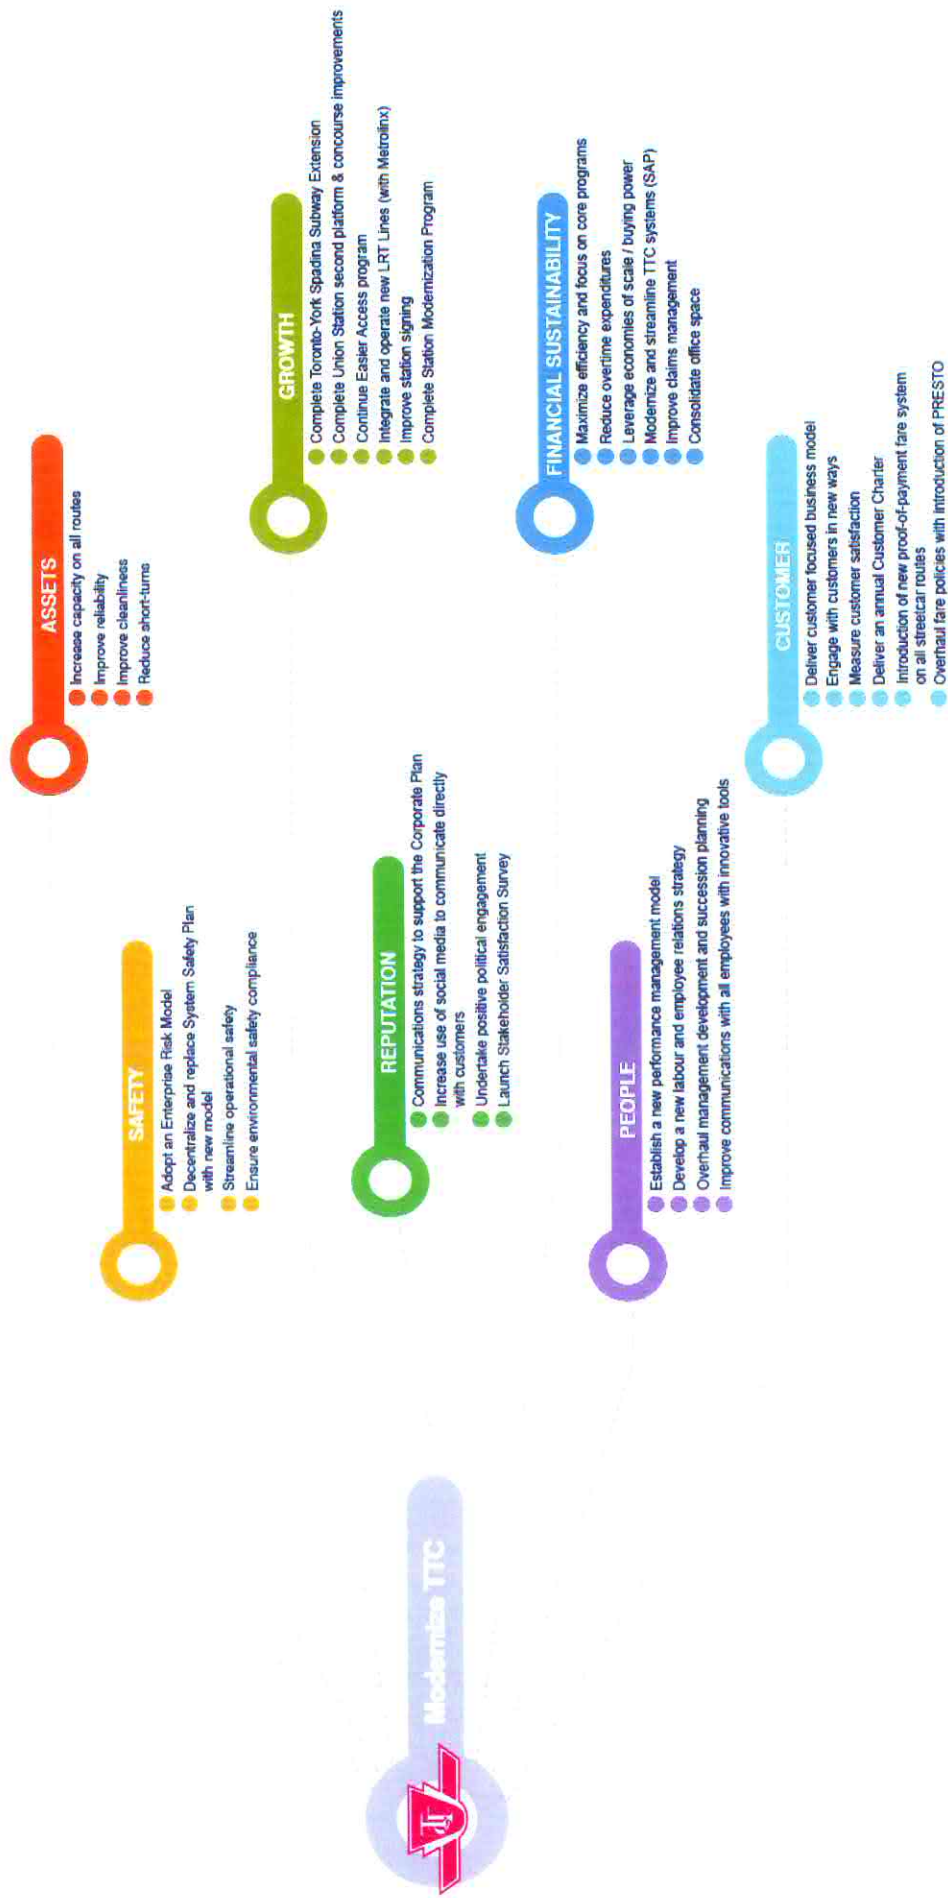 Modernize TTC
SAFETY
Adopt an Enterprise Risk Model
Decentralize and replace System Safety Plan
with new model
Streamline operational safety
Ensure environmental safety compliance
REPUTATION
Communications strategy to support the Corporate Plan
Increase use of social media to communicate directly
with customers
Undertake positive political engagement
Launch Stakeholder Satisfaction Survey
PEOPLE
Establish a new performance management model
Develop a new labour and employee relations strategy
Overhaul management development and succession planning
Improve communications with all employees with innovative tools
ASSETS
Increase capacity on all routes
Improve reliability
Improve cleanliness
Reduce short-turns
GROWTH
Complete Toronto-York Spadina Subway Extension
Complete Union Station second platform & concourse improvements
Continue Easier Access program
Integrate and operate new LRT Lines (with Metrolinx)
Improve station signing
Complete Station Modernization Program
FINANCIAL SUSTAINABILITY
Maximize efficiency and focus on core programs
Reduce overtime expenditures
Leverage economies of scale / buying power
Modernize and streamline TTC systems (SAP)
Improve claims management
Consolidate office space
CUSTOMER
Deliver customer focused business model
Engage with customers in new ways
Measure customer satisfaction
Deliver an annual Customer Charter
Introduction of new proof-of-payment fare system
on all streetcar routes
Overhaul fare policies with introduction of PRESTO